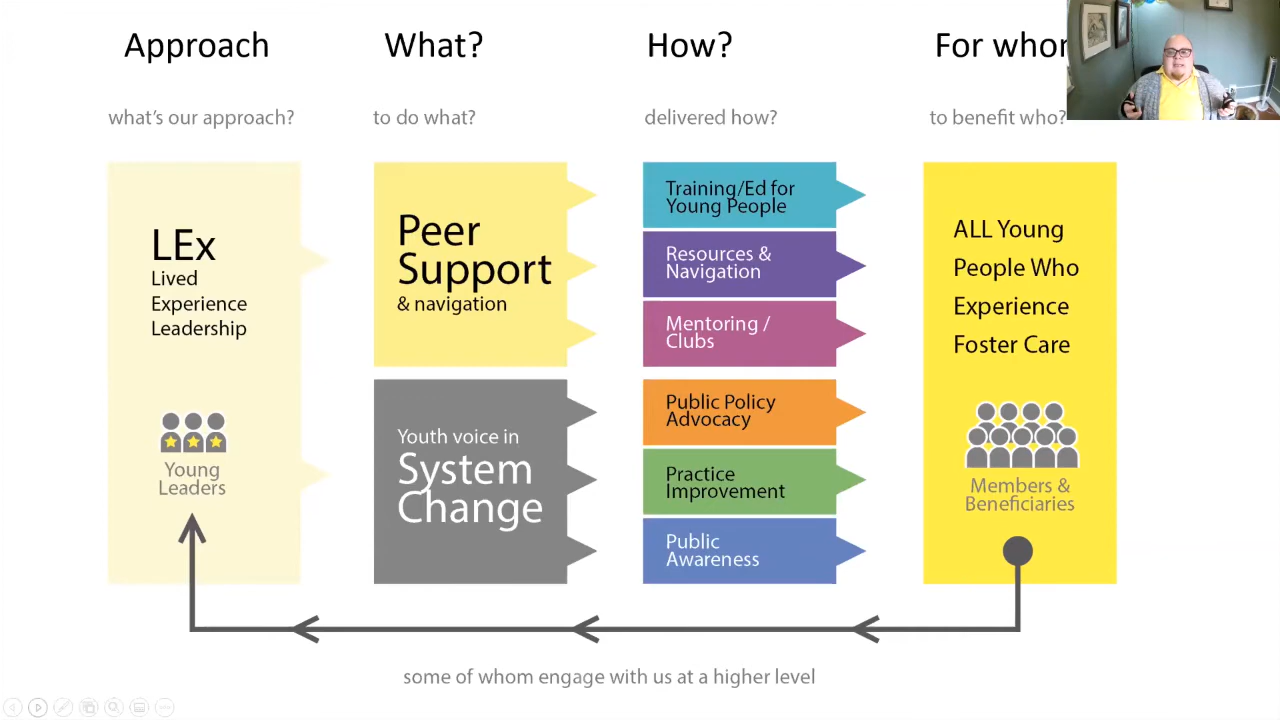 Approach
What?
How?
For whom
what's our approach?
to do what?
delivered how?
to benefit who?
LEx
Lived
Experience
Leadership
Young
Leaders
Peer
Support
& navigation
Youth voice in
System
Change
Training/Ed for
Young People
Resources &
Navigation
Mentoring /
Clubs
Public Policy
Advocacy
Practice
Improvement
Public
Awareness
ALL Young
People Who
Experience
Foster Care
Members &
Beneficiaries
some of whom engage with us at a higher level